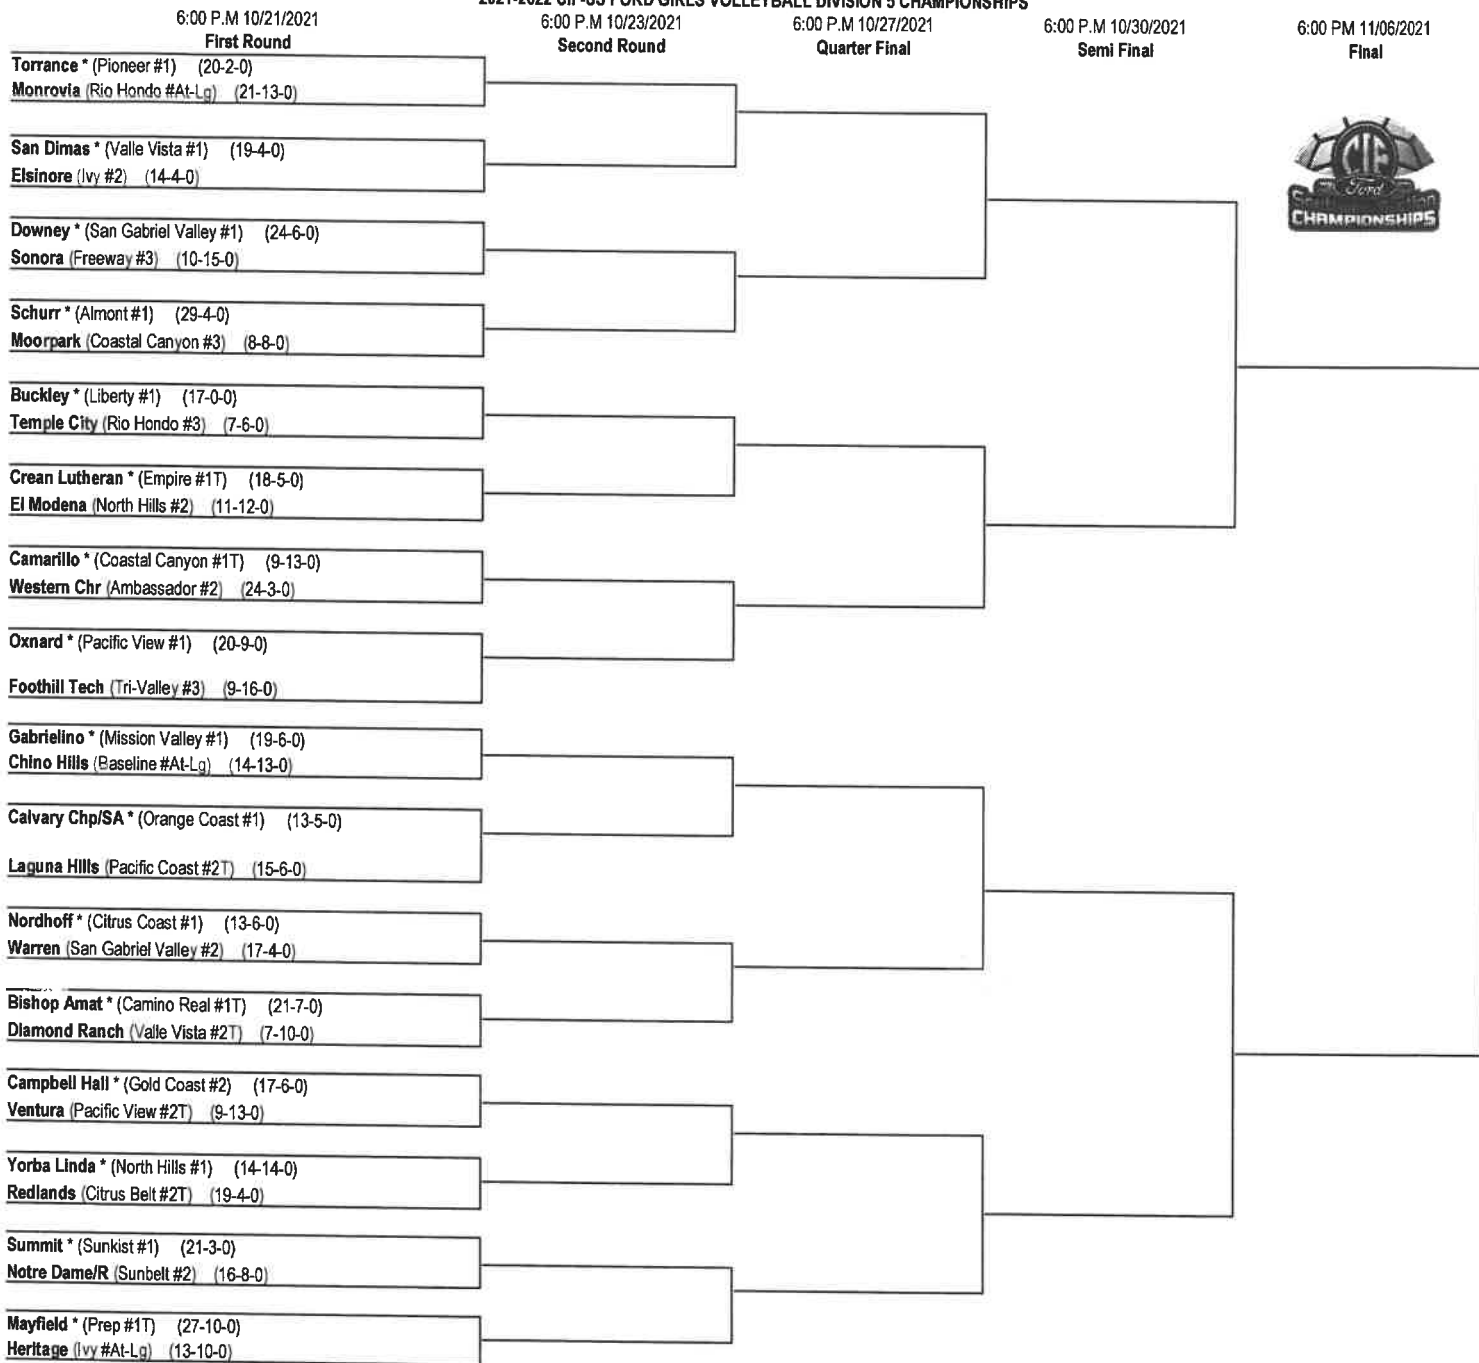 2021-2022 CIF-SS FORD GIRLS VOLLEYBALL DIVISION 5 CHAMPIONSHIPS
6:00 P.M 10/21/2021
First Round
6:00 P.M 10/23/2021
Second Round
6:00 P.M 10/27/2021
Quarter Final
6:00 P.M 10/30/2021
Semi Final
6:00 PM 11/06/2021
Final
CIF
Ford
CHAMPIONSHIPS
Torrance * (Pioneer #1) (20-2-0)
Monrovia (Rio Hondo #At-Lg) (21-13-0)
San Dimas * (Valle Vista #1) (19-4-0)
Elsinore (Ivy #2) (14-4-0)
Downey * (San Gabriel Valley #1) (24-6-0)
Sonora (Freeway #3) (10-15-0)
Schurr * (Almont #1) (29-4-0)
Moorpark (Coastal Canyon #3) (8-8-0)
Buckley * (Liberty #1) (17-0-0)
Temple City (Rio Hondo #3) (7-6-0)
Crean Lutheran * (Empire #1T) (18-5-0)
El Modena (North Hills #2) (11-12-0)
Camarillo * (Coastal Canyon #1T) (9-13-0)
Western Chr (Ambassador #2) (24-3-0)
Oxnard * (Pacific View #1) (20-9-0)
Foothill Tech (Tri-Valley #3) (9-16-0)
Gabrielino * (Mission Valley #1) (19-6-0)
Chino Hills (Baseline #At-Lg) (14-13-0)
Calvary Chp/SA * (Orange Coast #1) (13-5-0)
Laguna Hills (Pacific Coast #2T) (15-6-0)
Nordhoff * (Citrus Coast #1) (13-6-0)
Warren (San Gabriel Valley #2) (17-4-0)
Bishop Amat * (Camino Real #1T) (21-7-0)
Diamond Ranch (Valle Vista #2T) (7-10-0)
Campbell Hall * (Gold Coast #2) (17-6-0)
Ventura (Pacific View #2T) (9-13-0)
Yorba Linda * (North Hills #1) (14-14-0)
Redlands (Citrus Belt #2T) (19-4-0)
Summit * (Sunkist #1) (21-3-0)
Notre Dame/R (Sunbelt #2) (16-8-0)
Mayfield * (Prep #1T) (27-10-0)
Heritage (Ivy #At-Lg) (13-10-0)